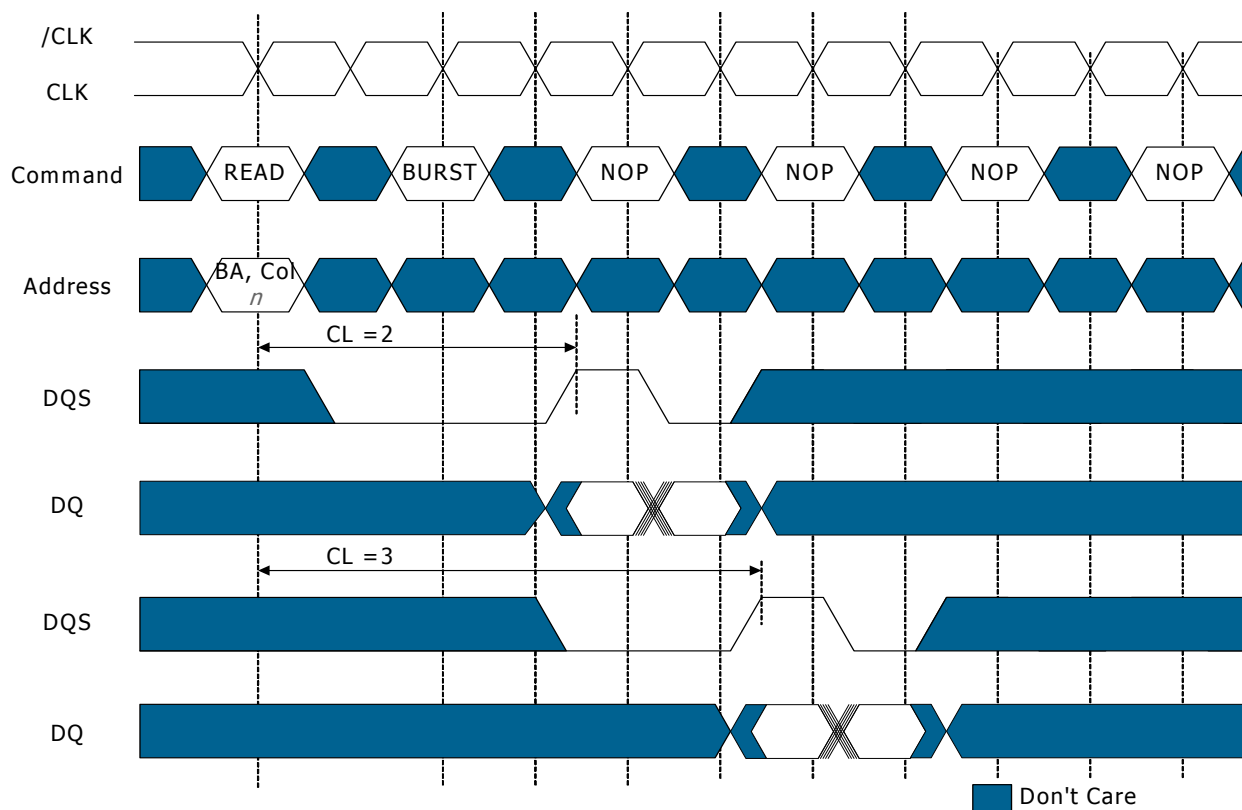 /CLK
CLK
Command
READ
BURST
NOP
NOP
NOP
NOP
Address
BA, Col
n
CL =2
DQS
DQ
CL =3
DQS
DQ
Don't Care